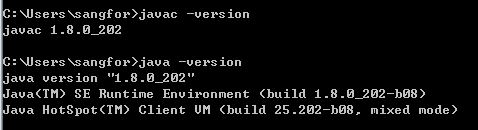 C:\Users\sangfor>javac -version
javac 1.8.0_202
C:\Users\sangfor>java -version
java version "1.8.0_202"
Java(TM) SE Runtime Environment (build 1.8.0_202-b08)
Java HotSpot(TM) Client VM (build 25.202-b08, mixed mode)